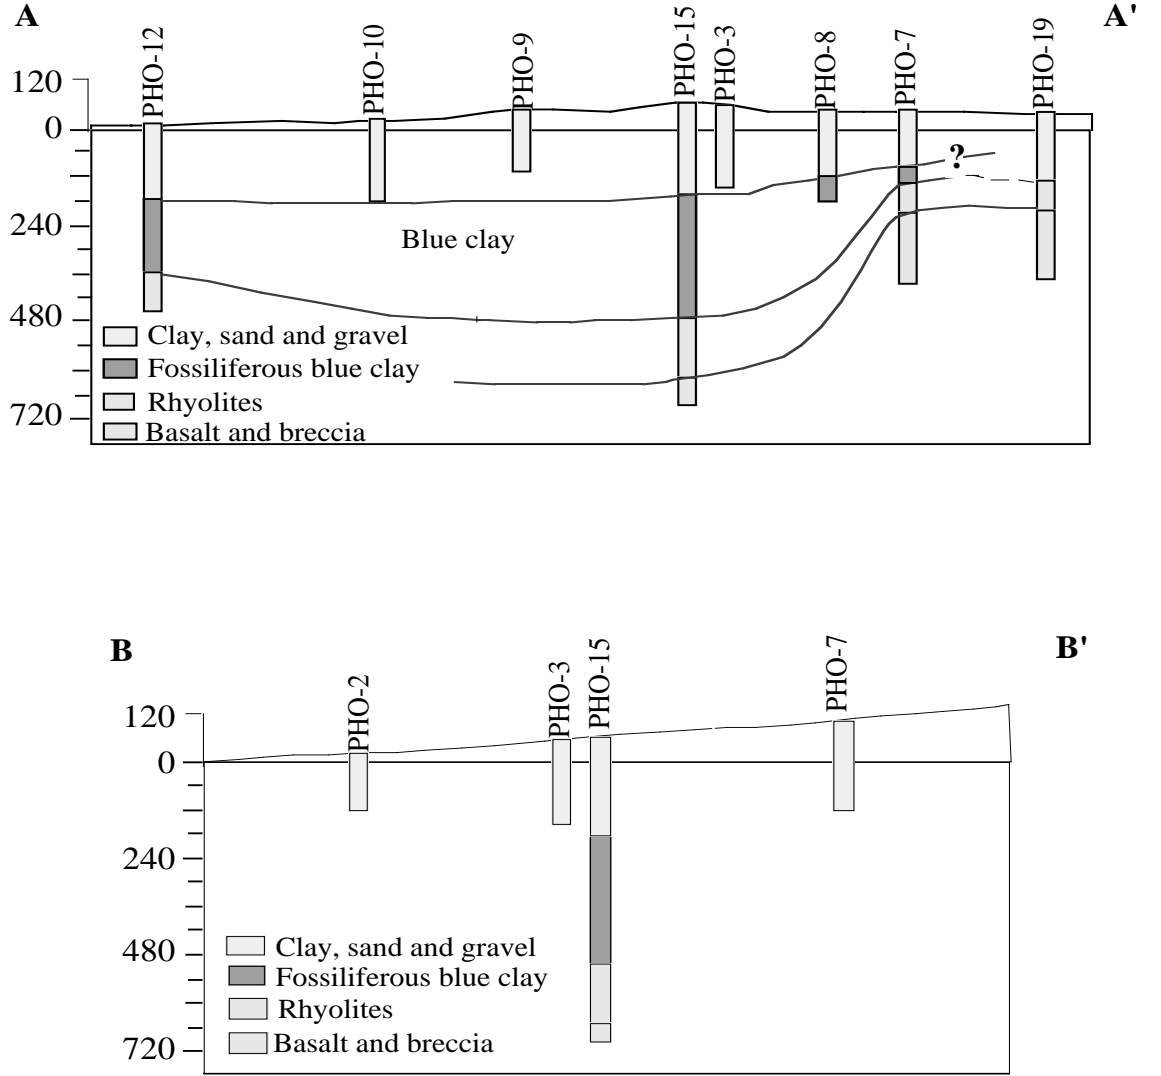 A
A'
PHO-12
PHO-10
PHO-9
PHO-15
PHO-3
PHO-8
PHO-7
PHO-19
120
0
?
240
Blue clay
480
Clay, sand and gravel
Fossiliferous blue clay
Rhyolites
720
Basalt and breccia
B
B'
PHO-2
PHO-3
PHO-15
PHO-7
120
0
240
480
Clay, sand and gravel
Fossiliferous blue clay
Rhyolites
720
Basalt and breccia